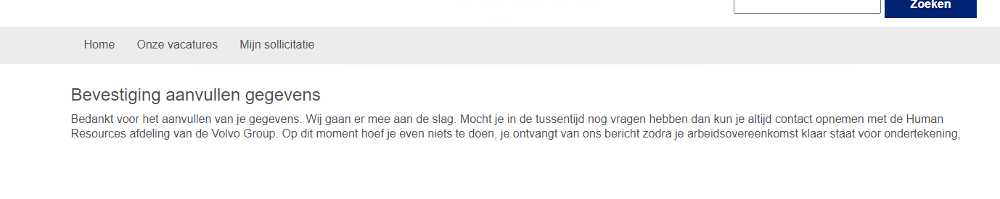 Zoeken
Home Onze vacatures Mijn sollicitatie
Bevestiging aanvullen gegevens
Bedankt voor het aanvullen van je gegevens. Wij gaan er mee aan de slag. Mocht je in de tussentijd nog vragen hebben dan kun je altijd contact opnemen met de Human
Resources afdeling van de Volvo Group. Op dit moment hoef je even niets te doen, je ontvangt van ons bericht zodra je arbeidsovereenkomst klaar staat voor ondertekening,